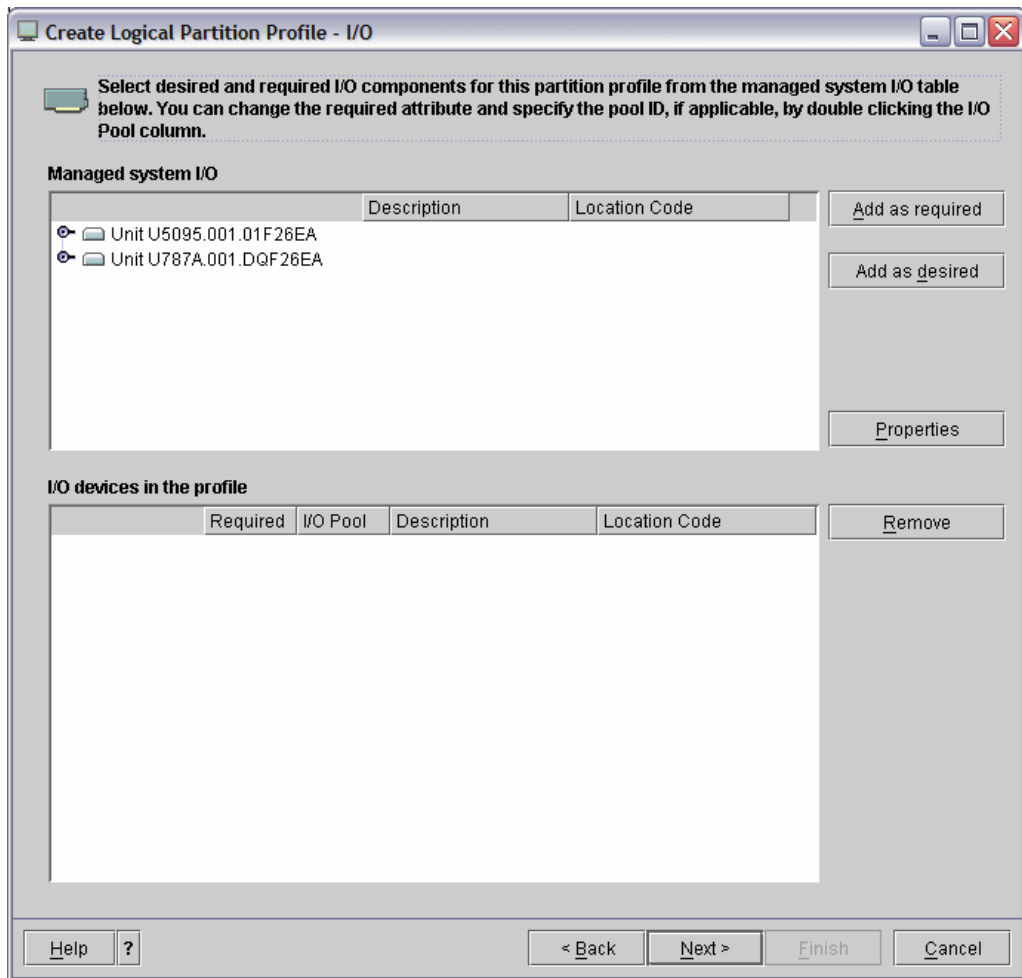 Create Logical Partition Profile - I/O
Select desired and required I/O components for this partition profile from the managed system I/O table
below. You can change the required attribute and specify the pool ID, if applicable, by double clicking the I/O
Pool column.
Managed system I/O
Description Location Code
Add as required
Unit U5095.001.01F26EA
Unit U787A.001.DQF26EA
Add as desired
Properties
I/O devices in the profile
Required I/O Pool Description Location Code
Remove
Help ? < Back Next > Finish Cancel